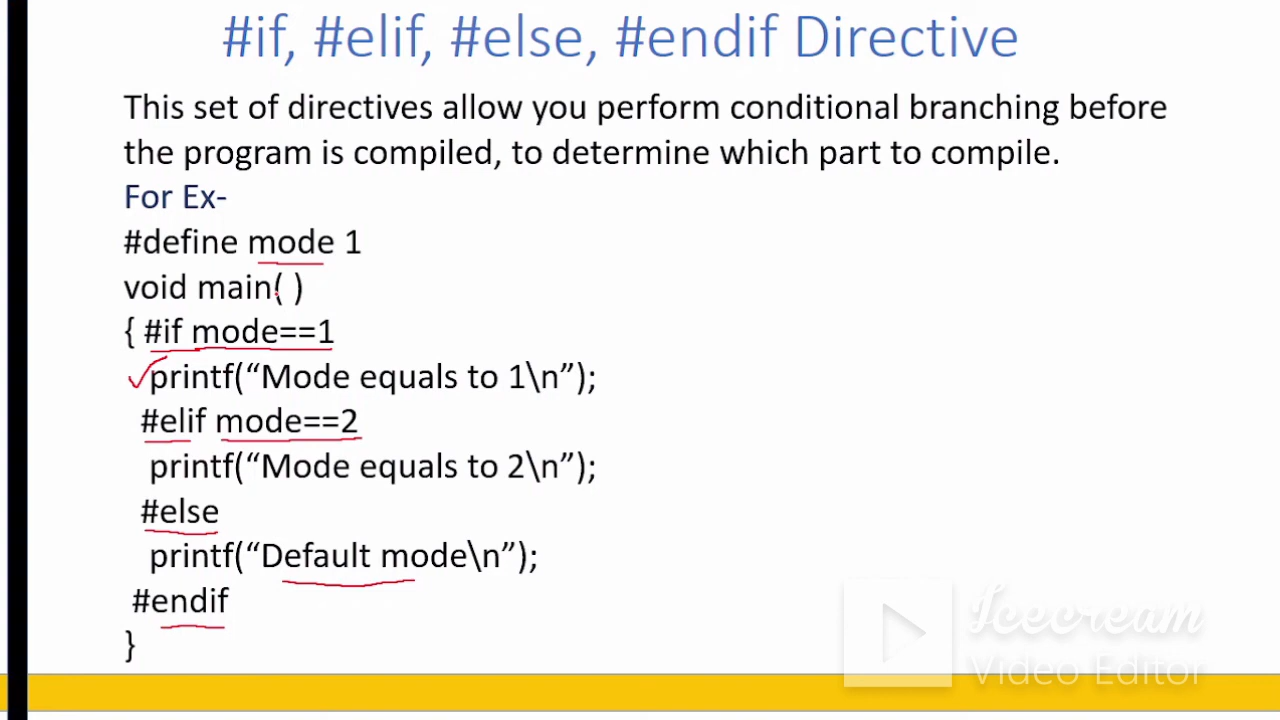 #if, #elif, #else, #endif Directive
This set of directives allow you perform conditional branching before
the program is compiled, to determine which part to compile.
For Ex-
#define mode 1
void main( )
{ #if mode==1
printf(“Mode equals to 1\n”);
#elif mode==2
printf(“Mode equals to 2\n”);
#else
printf(“Default mode\n”);
#endif
}
Icecream
Video Editor